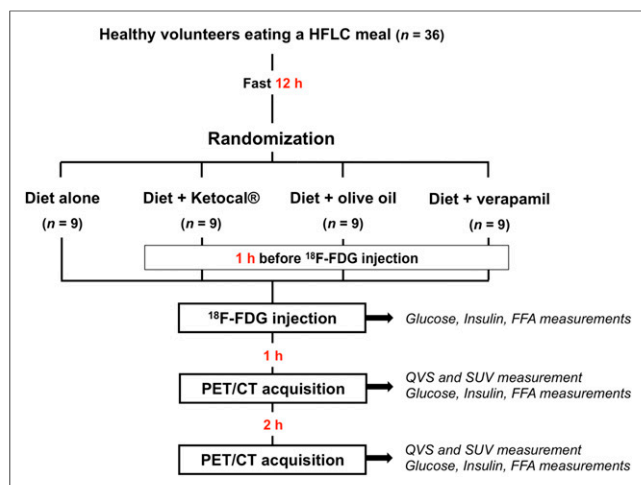 Healthy volunteers eating a HFLC meal (n = 36)
Fast 12 h
Randomization
Diet alone
(n = 9)
Diet + Ketocal®
(n = 9)
Diet + olive oil
(n = 9)
Diet + verapamil
(n = 9)
1 h before ¹⁸F-FDG injection
¹⁸F-FDG injection
Glucose, Insulin, FFA measurements
1 h
PET/CT acquisition
QVS and SUV measurement
Glucose, Insulin, FFA measurements
2 h
PET/CT acquisition
QVS and SUV measurement
Glucose, Insulin, FFA measurements